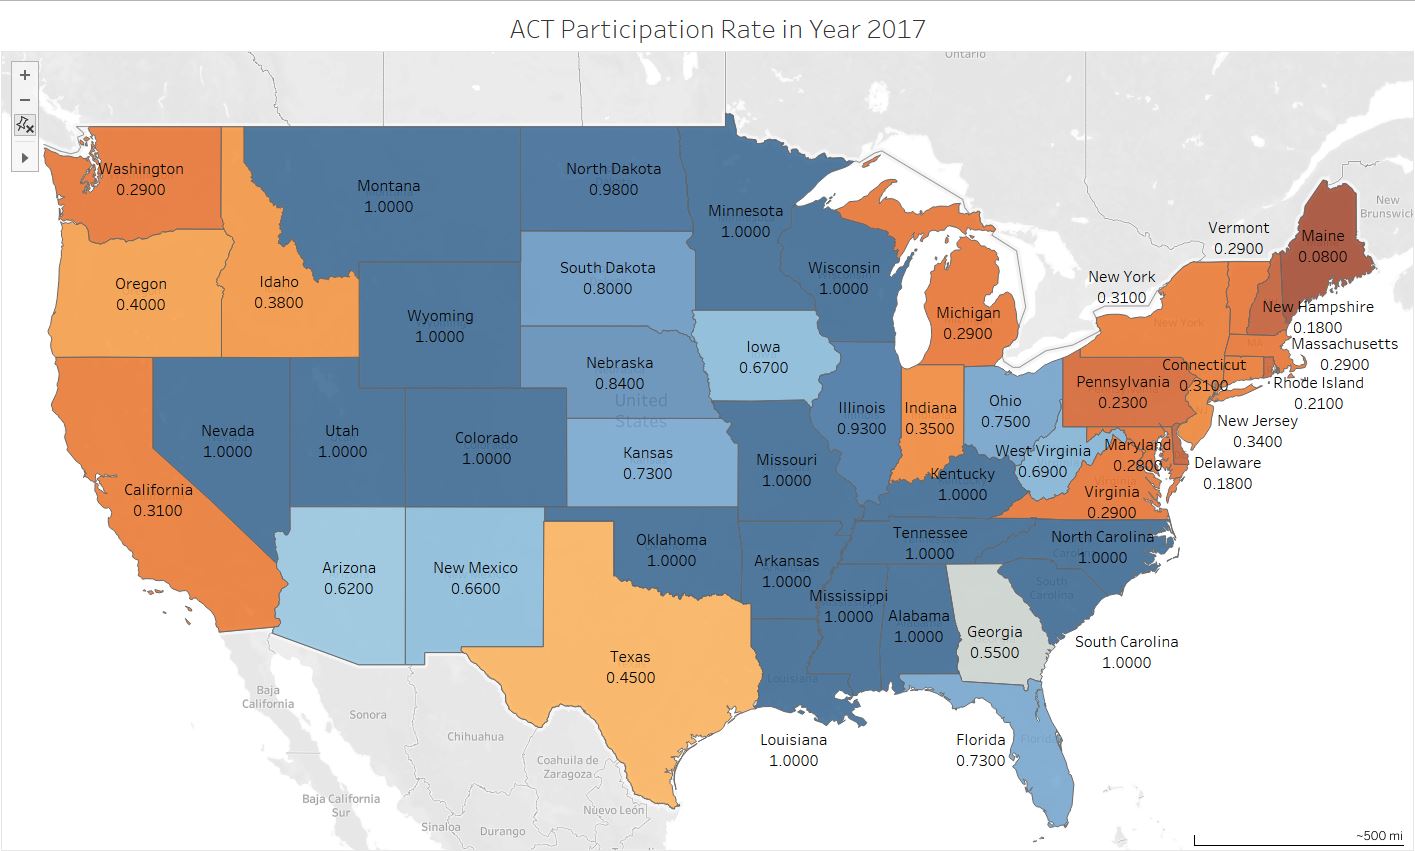 ACT Participation Rate in Year 2017
Ontario
+
−
Washington
0.2900
Montana
1.0000
North Dakota
0.9800
Minnesota
1.0000
New
Brunswick
Vermont
0.2900
Maine
0.0800
Oregon
0.4000
Idaho
0.3800
South Dakota
0.8000
Wisconsin
1.0000
New York
0.3100
Wyoming
1.0000
Michigan
0.2900
New York
New Hampshire
0.1800
Iowa
0.6700
MA
Massachusetts
0.2900
Nebraska
0.8400
Connecticut
0.3100
Rhode Island
0.2100
Pennsylvania
0.2300
United
States
Nevada
1.0000
Utah
1.0000
Colorado
1.0000
Illinois
0.9300
Indiana
0.3500
Ohio
0.7500
New Jersey
0.3400
Kansas
0.7300
Missouri
1.0000
West Virginia
0.6900
Maryland
0.2800
Delaware
0.1800
California
0.3100
Kentucky
1.0000
Virginia
Virginia
0.2900
Oklahoma
1.0000
Tennessee
1.0000
North Carolina
1.0000
Arizona
0.6200
New Mexico
0.6600
Arkansas
1.0000
Mississippi
1.0000
Alabama
1.0000
South
Carolina
Georgia
0.5500
South Carolina
1.0000
Texas
0.4500
Louisiana
Louisiana
1.0000
Florida
0.7300
Florida
Baja
California
Sonora
Chihuahua
Coahuila de
Zaragoza
Baja California
Sur
Nuevo León
Sinaloa
Durango
~500 mi